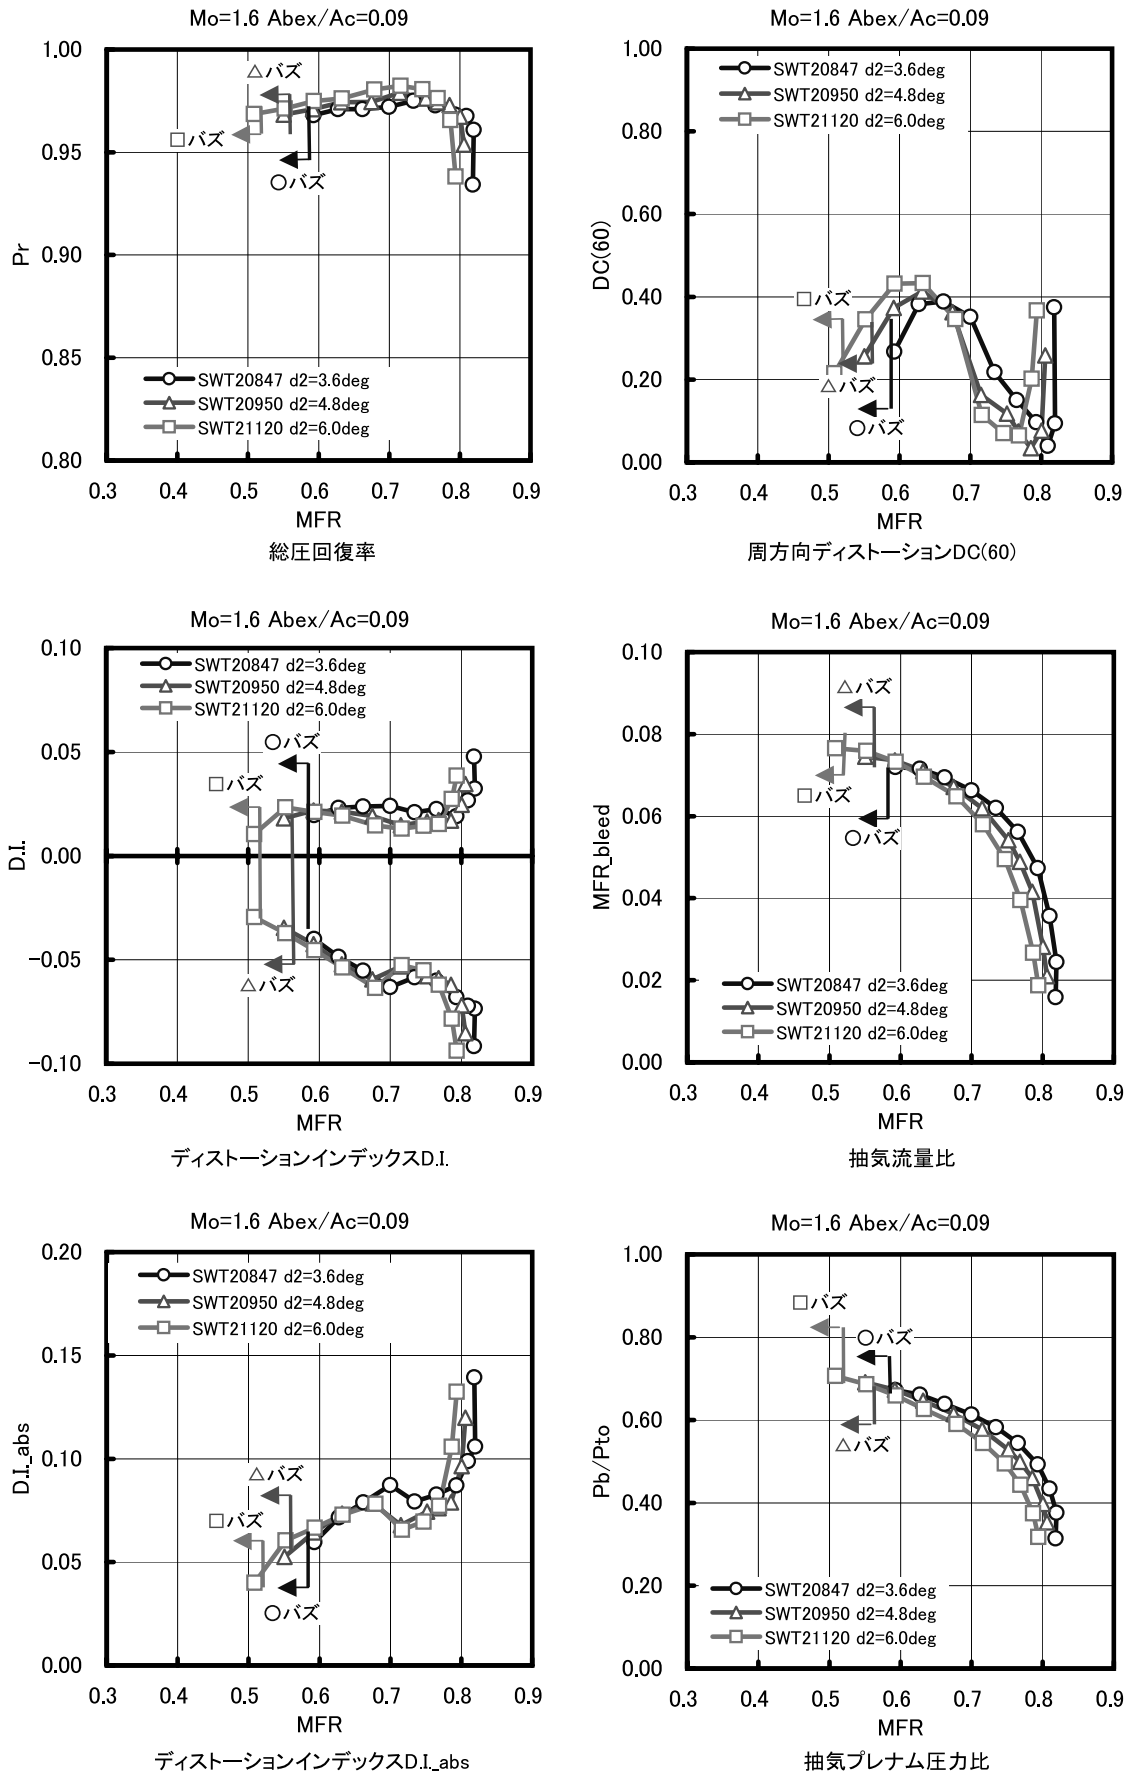 Mo=1.6 Abex/Ac=0.09
1.00
0.95
0.90
0.85
0.80
Pr
△バズ
□バズ
○バズ
SWT20847 d2=3.6deg
SWT20950 d2=4.8deg
SWT21120 d2=6.0deg
0.3 0.4 0.5 0.6 0.7 0.8 0.9
MFR
総圧回復率
Mo=1.6 Abex/Ac=0.09
1.00
0.80
0.60
0.40
0.20
0.00
DC(60)
SWT20847 d2=3.6deg
SWT20950 d2=4.8deg
SWT21120 d2=6.0deg
□バズ
△バズ
○バズ
0.3 0.4 0.5 0.6 0.7 0.8 0.9
MFR
周方向ディストーションDC(60)
Mo=1.6 Abex/Ac=0.09
0.10
0.05
0.00
-0.05
-0.10
D.I.
SWT20847 d2=3.6deg
SWT20950 d2=4.8deg
SWT21120 d2=6.0deg
○バズ
□バズ
△バズ
0.3 0.4 0.5 0.6 0.7 0.8 0.9
MFR
ディストーションインデックスD.I.
Mo=1.6 Abex/Ac=0.09
0.10
0.08
0.06
0.04
0.02
0.00
MFR_bleed
△バズ
□バズ
○バズ
SWT20847 d2=3.6deg
SWT20950 d2=4.8deg
SWT21120 d2=6.0deg
0.3 0.4 0.5 0.6 0.7 0.8 0.9
MFR
抽気流量比
Mo=1.6 Abex/Ac=0.09
0.20
0.15
0.10
0.05
0.00
D.I._abs
SWT20847 d2=3.6deg
SWT20950 d2=4.8deg
SWT21120 d2=6.0deg
△バズ
□バズ
○バズ
0.3 0.4 0.5 0.6 0.7 0.8 0.9
MFR
ディストーションインデックスD.I._abs
Mo=1.6 Abex/Ac=0.09
1.00
0.80
0.60
0.40
0.20
0.00
Pb/Pto
□バズ
○バズ
△バズ
SWT20847 d2=3.6deg
SWT20950 d2=4.8deg
SWT21120 d2=6.0deg
0.3 0.4 0.5 0.6 0.7 0.8 0.9
MFR
抽気プレナム圧力比